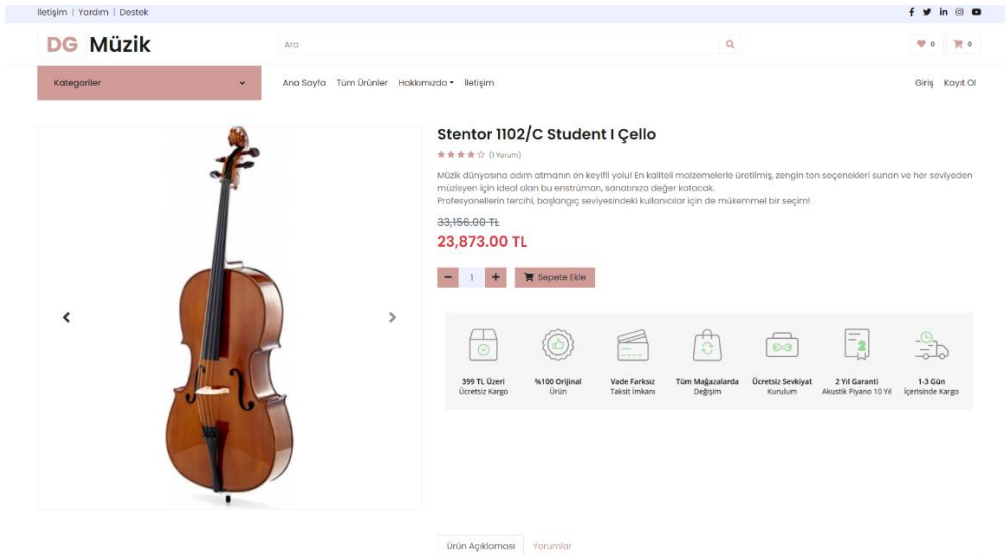 İletişim | Yardım | Destek
DG Müzik
Ara
0
0
Kategoriler
Ana Sayfa Tüm Ürünler Hakkımızda İletişim
Giriş Kayıt Ol
Stentor 1102/C Student I Çello
(1 Yorum)
Müzik dünyasına adım atmanın en keyifli yolu! En kaliteli malzemelerle üretilmiş, zengin ton seçenekleri sunan ve her seviyeden
müzisyen için ideal olan bu enstrüman, sanatınıza değer katacak.
Profesyonellerin tercihi, başlangıç seviyesindeki kullanıcılar için de mükemmel bir seçim!
33,156.00 TL
23,873.00 TL
− 1 + Sepete Ekle
2
399 TL Üzeri
Ücretsiz Kargo
%100 Orijinal
Ürün
Vade Farksız
Taksit İmkanı
Tüm Mağazalarda
Değişim
Ücretsiz Sevkiyat
Kurulum
2 Yıl Garanti
Akustik Piyano 10 Yıl
1-3 Gün
İçerisinde Kargo
Ürün Açıklaması Yorumlar